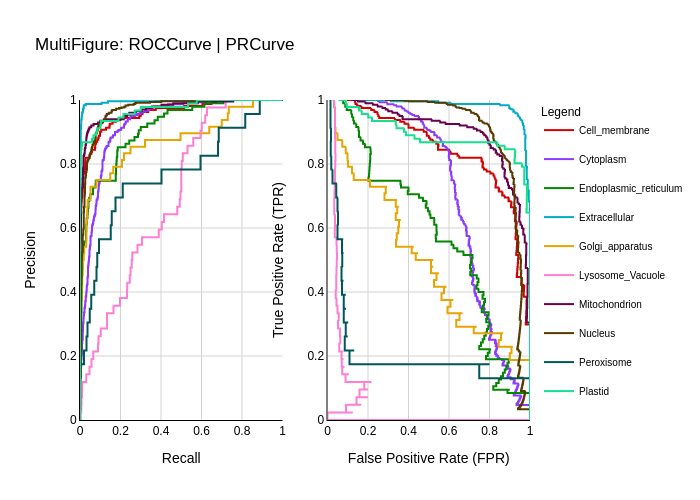 MultiFigure: ROCCurve | PRCurve
Precision
1
0.8
0.6
0.4
0.2
0
0
0.2
0.4
0.6
0.8
1
Recall
True Positive Rate (TPR)
1
0.8
0.6
0.4
0.2
0
0
0.2
0.4
0.6
0.8
1
False Positive Rate (FPR)
Legend
Cell_membrane
Cytoplasm
Endoplasmic_reticulum
Extracellular
Golgi_apparatus
Lysosome_Vacuole
Mitochondrion
Nucleus
Peroxisome
Plastid